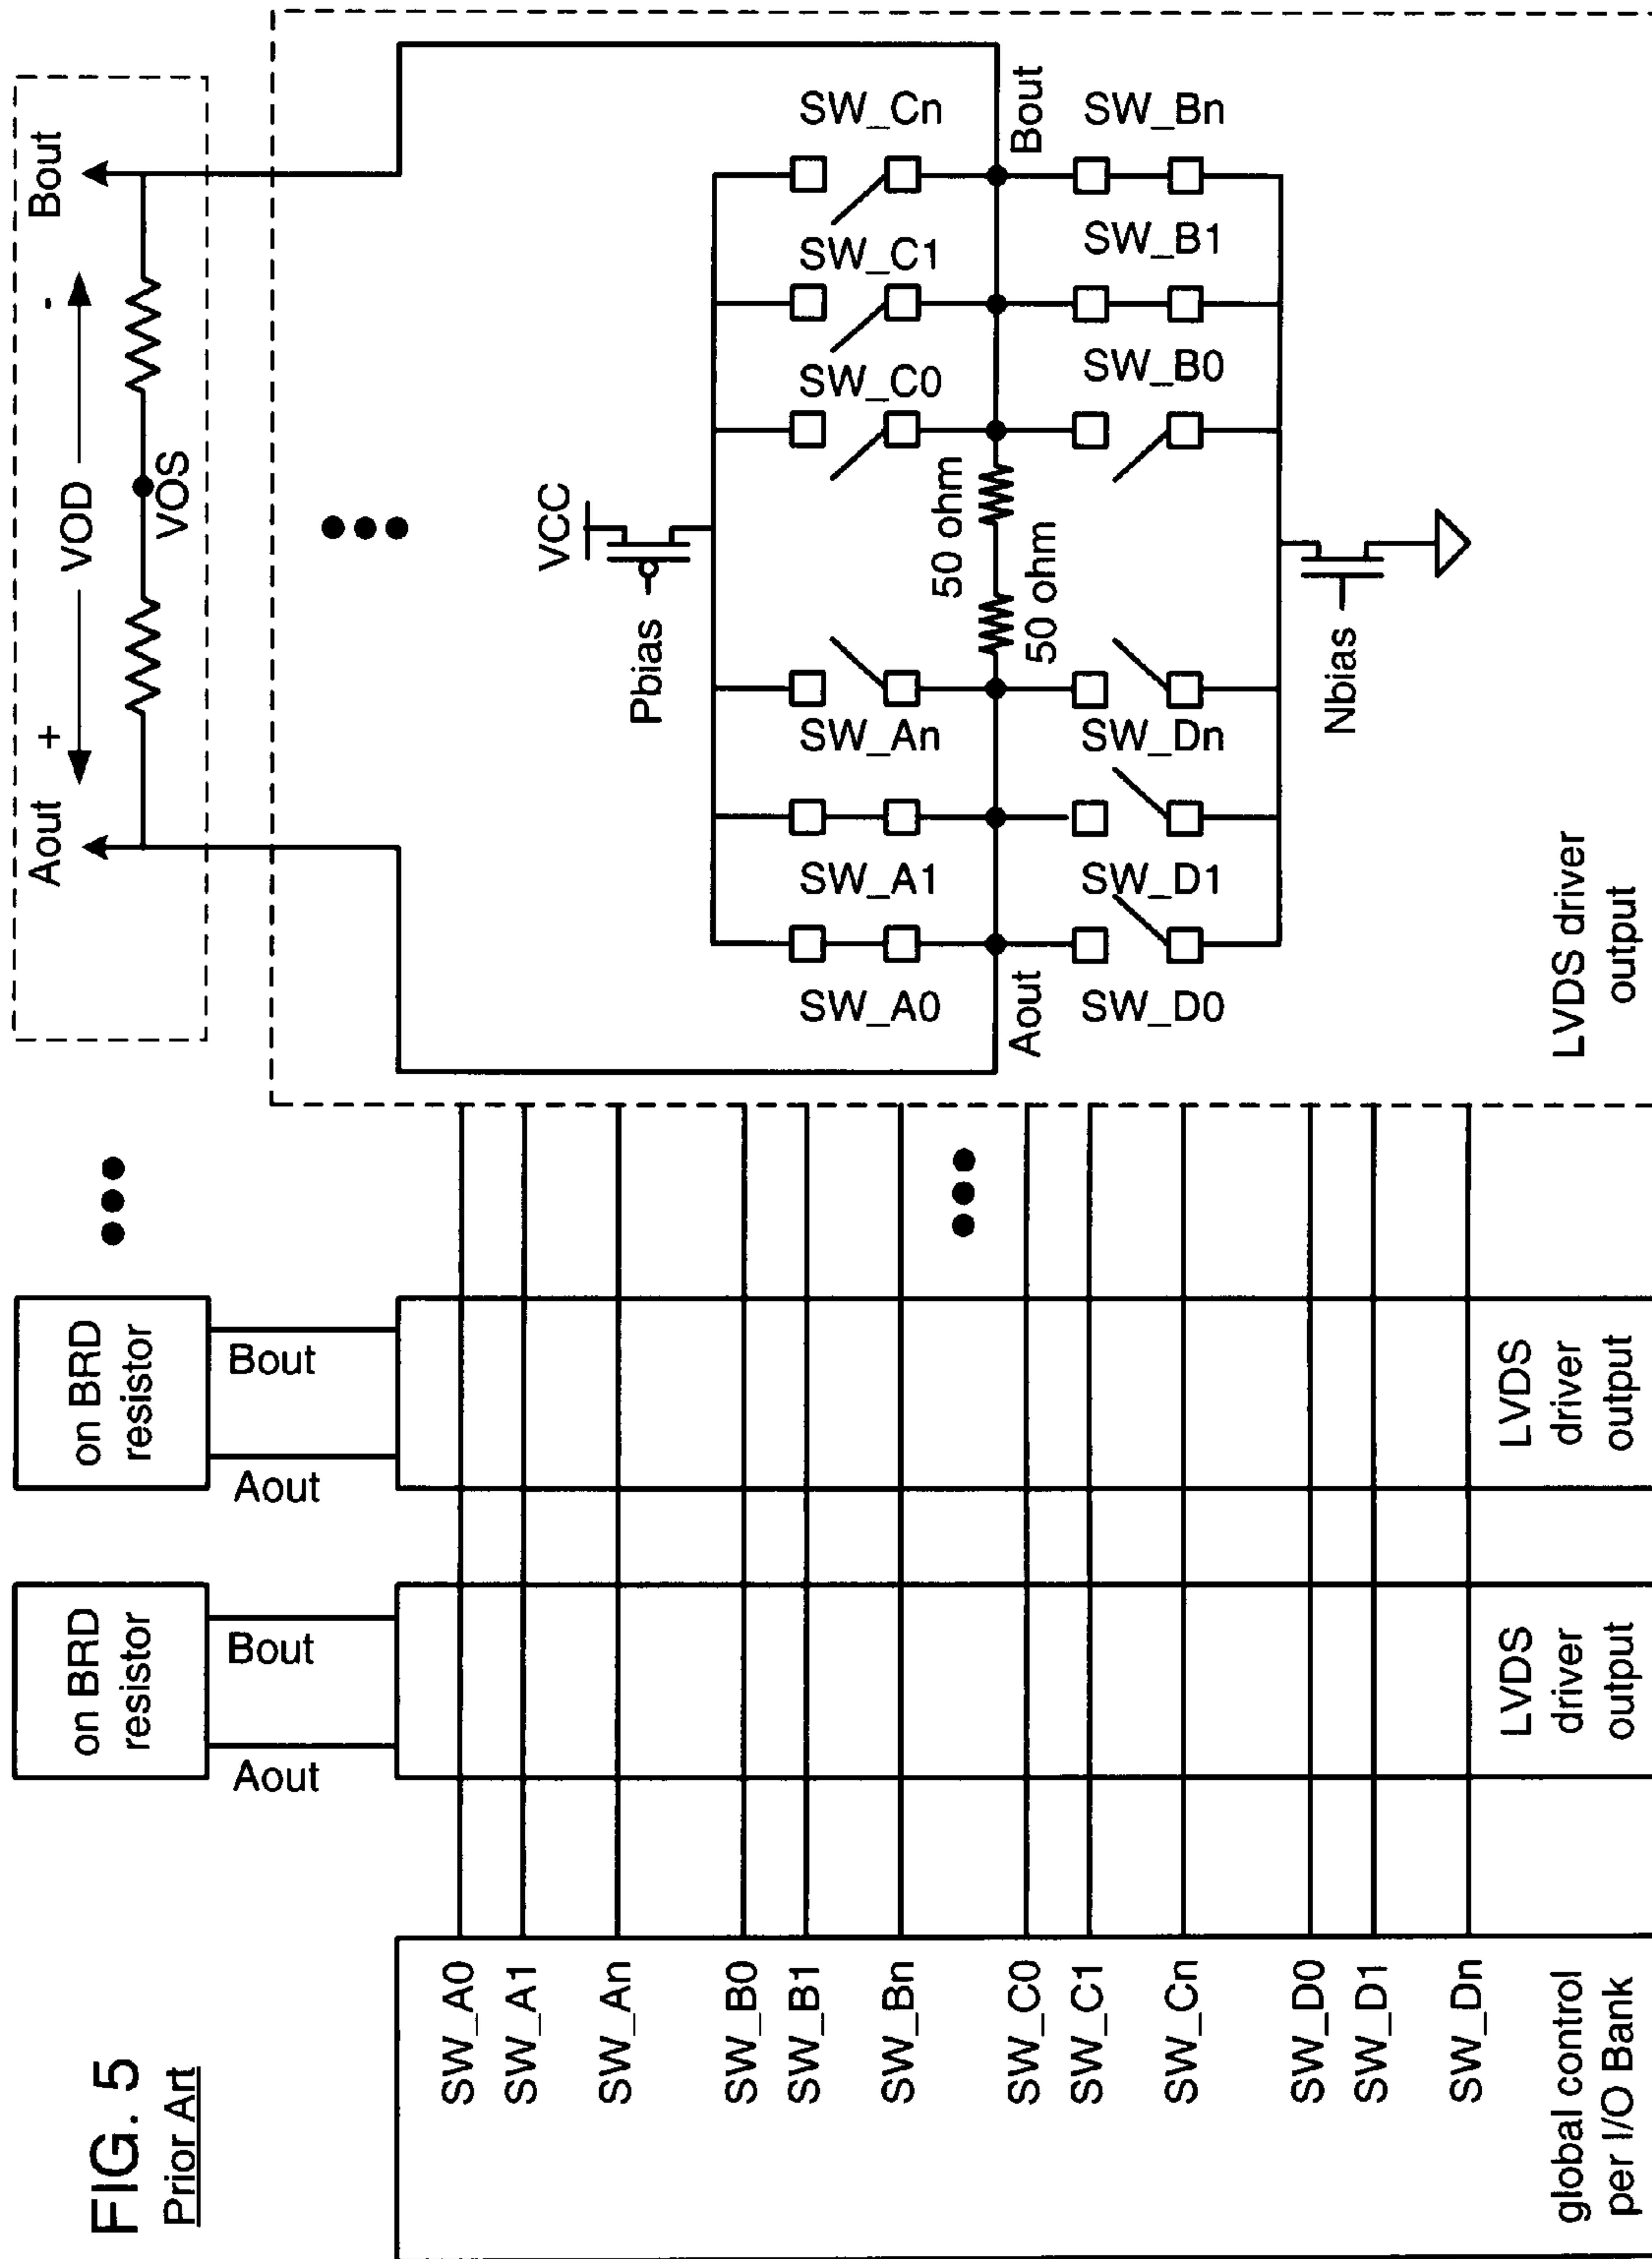 FIG. 5
Prior Art
global control
per I/O Bank
SW_A0
SW_A1
SW_An
SW_B0
SW_B1
SW_Bn
SW_C0
SW_C1
SW_Cn
SW_D0
SW_D1
SW_Dn
on BRD
resistor
Aout
Bout
LVDS
driver
output
on BRD
resistor
Aout
Bout
LVDS
driver
output
Aout
+
VOD
-
Bout
VOS
VCC
Pbias
SW_A0
SW_A1
SW_An
SW_C0
SW_C1
SW_Cn
50 ohm
50 ohm
Aout
Bout
SW_D0
SW_D1
SW_Dn
SW_B0
SW_B1
SW_Bn
Nbias
LVDS driver
output